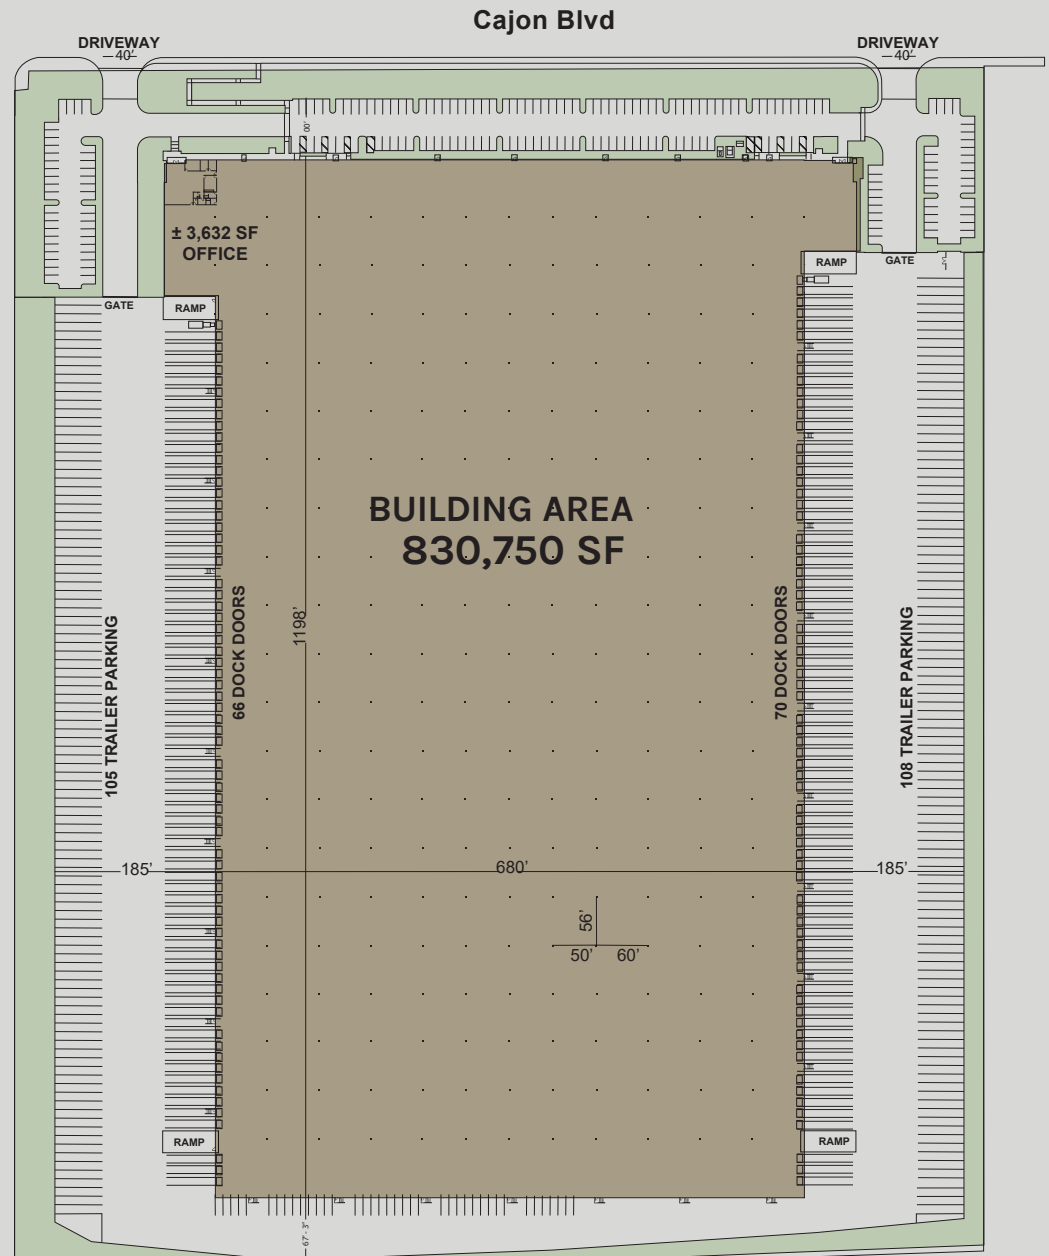 Cajon Blvd
DRIVEWAY
40'
DRIVEWAY
40'
± 3,632 SF
OFFICE
RAMP
GATE
GATE
RAMP
BUILDING AREA
830,750 SF
1198'
66 DOCK DOORS
70 DOCK DOORS
105 TRAILER PARKING
108 TRAILER PARKING
185'
680'
185'
56'
50'
60'
RAMP
RAMP
67'- 3"